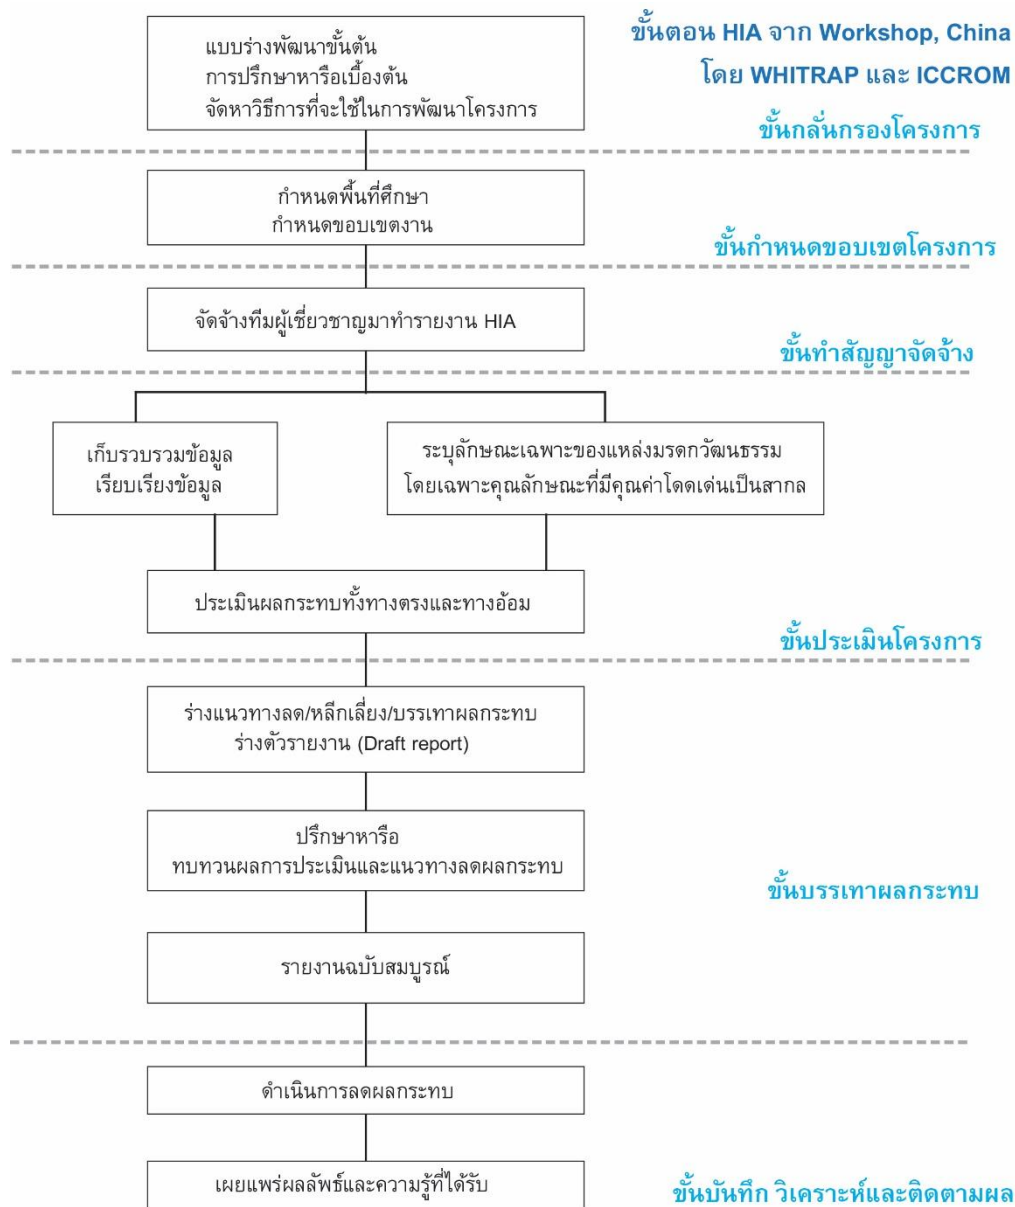 ขั้นตอน HIA จาก Workshop, China
โดย WHITRAP และ ICCROM
แบบร่างพัฒนาขั้นต้น
การปรึกษาหารือเบื้องต้น
จัดหาวิธีการที่จะใช้ในการพัฒนาโครงการ
ขั้นกลั่นกรองโครงการ
กำหนดพื้นที่ศึกษา
กำหนดขอบเขตงาน
ขั้นกำหนดขอบเขตโครงการ
จัดจ้างทีมผู้เชี่ยวชาญมาทำรายงาน HIA
ขั้นทำสัญญาจัดจ้าง
เก็บรวบรวมข้อมูล
เรียบเรียงข้อมูล
ระบุลักษณะเฉพาะของแหล่งมรดกวัฒนธรรม
โดยเฉพาะคุณลักษณะที่มีคุณค่าโดดเด่นเป็นสากล
ประเมินผลกระทบทั้งทางตรงและทางอ้อม
ขั้นประเมินโครงการ
ร่างแนวทางลด/หลีกเลี่ยง/บรรเทาผลกระทบ
ร่างตัวรายงาน (Draft report)
ปรึกษาหารือ
ทบทวนผลการประเมินและแนวทางลดผลกระทบ
ขั้นบรรเทาผลกระทบ
รายงานฉบับสมบูรณ์
ดำเนินการลดผลกระทบ
เผยแพร่ผลลัพธ์และความรู้ที่ได้รับ
ขั้นบันทึก วิเคราะห์และติดตามผล